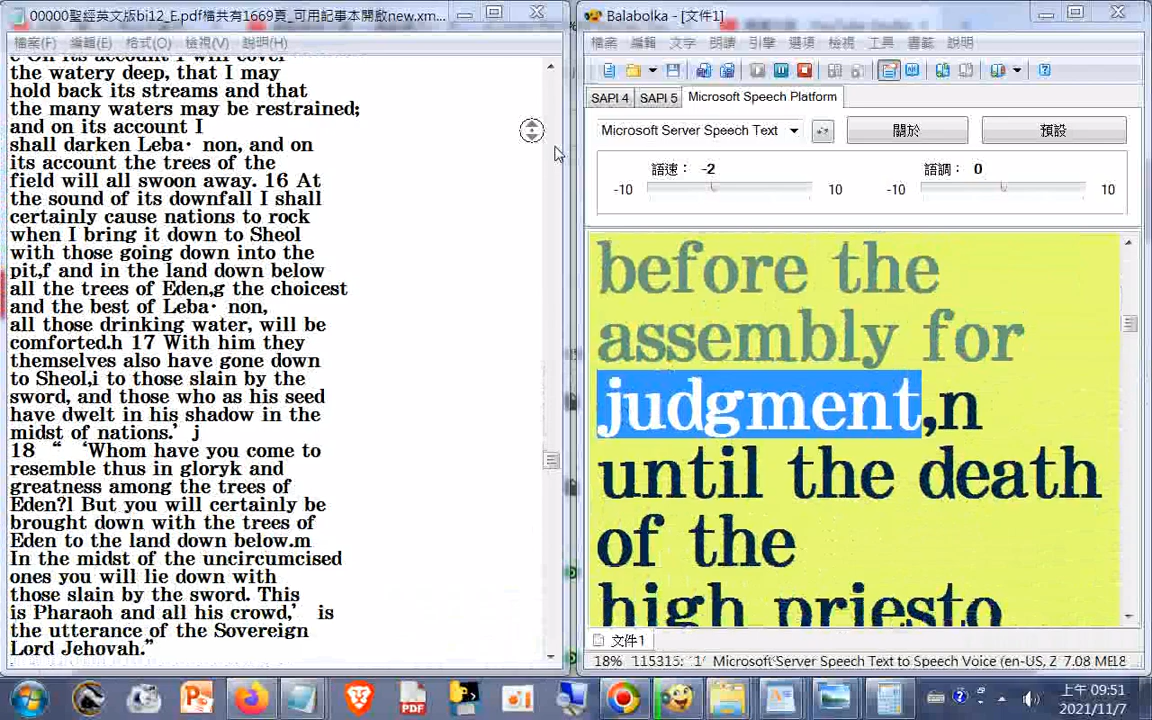 00000聖經英文版bi12_E.pdf檔共有1669頁_可用記事本開啟new.xm...
檔案(F) 編輯(E) 格式(O) 檢視(V) 說明(H)
e On its account I will cover
the watery deep, that I may
hold back its streams and that
the many waters may be restrained;
and on its account I
shall darken Leba· non, and on
its account the trees of the
field will all swoon away. 16 At
the sound of its downfall I shall
certainly cause nations to rock
when I bring it down to Sheol
with those going down into the
pit,f and in the land down below
all the trees of Eden,g the choicest
and the best of Leba· non,
all those drinking water, will be
comforted.h 17 With him they
themselves also have gone down
to Sheol,i to those slain by the
sword, and those who as his seed
have dwelt in his shadow in the
midst of nations.’ j
18 “ ‘Whom have you come to
resemble thus in gloryk and
greatness among the trees of
Eden?l But you will certainly be
brought down with the trees of
Eden to the land down below.m
In the midst of the uncircumcised
ones you will lie down with
those slain by the sword. This
is Pharaoh and all his crowd,’ is
the utterance of the Sovereign
Lord Jehovah.”
Balabolka - [文件1]
檔案 編輯 文字 朗讀 引擎 選項 檢視 工具 書籤 說明
SAPI 4 SAPI 5 Microsoft Speech Platform
Microsoft Server Speech Text 關於 預設
語速： -2 語調： 0
-10 10 -10 10
before the
assembly for
judgment,n
until the death
of the
high priesto
文件1
18% 115315: Microsoft Server Speech Text to Speech Voice (en-US, Z 7.08 MEL8
上午 09:51
2021/11/7